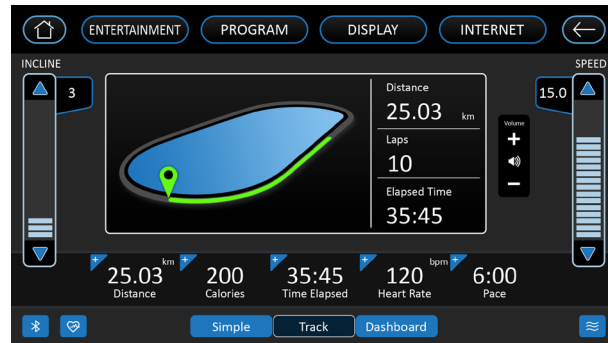 ENTERTAINMENT PROGRAM DISPLAY INTERNET
INCLINE SPEED
3 15.0
Distance
25.03 km
Laps
10
Elapsed Time
35:45
Volume
+
−
km bpm
25.03 200 35:45 120 6:00
Distance Calories Time Elapsed Heart Rate Pace
Simple Track Dashboard